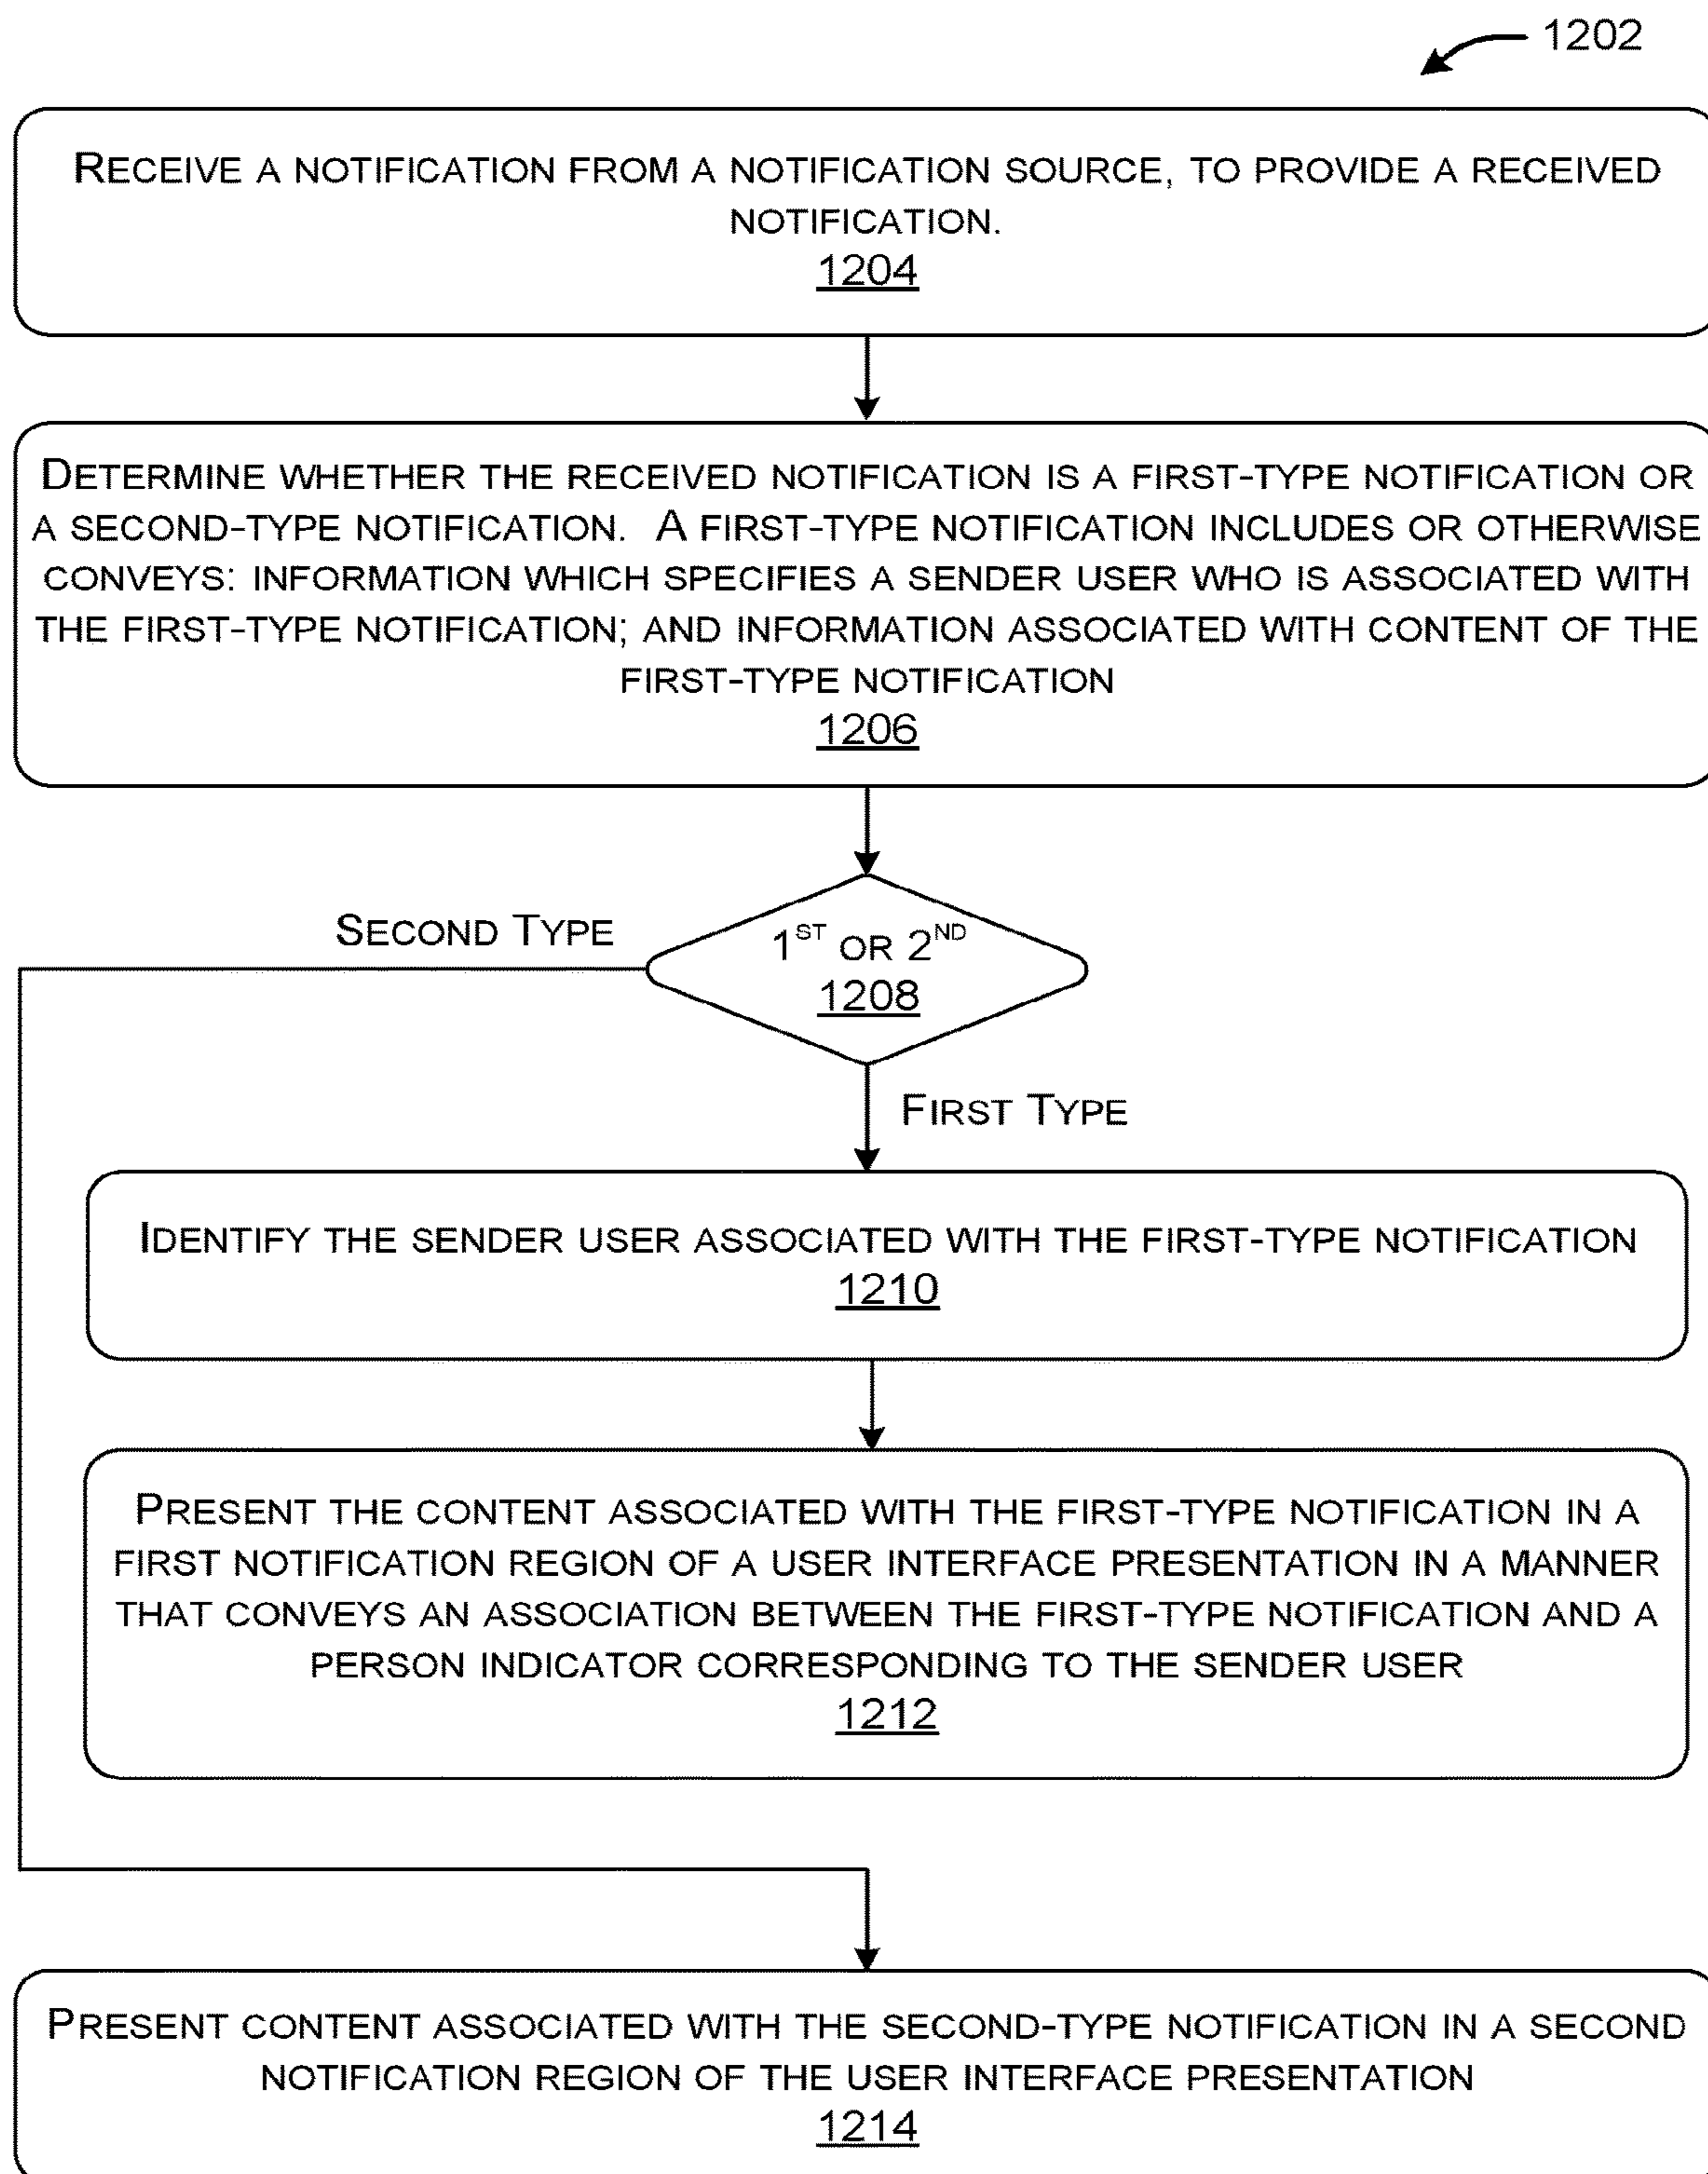 1202
RECEIVE A NOTIFICATION FROM A NOTIFICATION SOURCE, TO PROVIDE A RECEIVED
NOTIFICATION.
1204
DETERMINE WHETHER THE RECEIVED NOTIFICATION IS A FIRST-TYPE NOTIFICATION OR
A SECOND-TYPE NOTIFICATION. A FIRST-TYPE NOTIFICATION INCLUDES OR OTHERWISE
CONVEYS: INFORMATION WHICH SPECIFIES A SENDER USER WHO IS ASSOCIATED WITH
THE FIRST-TYPE NOTIFICATION; AND INFORMATION ASSOCIATED WITH CONTENT OF THE
FIRST-TYPE NOTIFICATION
1206
SECOND TYPE
1ST OR 2ND
1208
FIRST TYPE
IDENTIFY THE SENDER USER ASSOCIATED WITH THE FIRST-TYPE NOTIFICATION
1210
PRESENT THE CONTENT ASSOCIATED WITH THE FIRST-TYPE NOTIFICATION IN A
FIRST NOTIFICATION REGION OF A USER INTERFACE PRESENTATION IN A MANNER
THAT CONVEYS AN ASSOCIATION BETWEEN THE FIRST-TYPE NOTIFICATION AND A
PERSON INDICATOR CORRESPONDING TO THE SENDER USER
1212
PRESENT CONTENT ASSOCIATED WITH THE SECOND-TYPE NOTIFICATION IN A SECOND
NOTIFICATION REGION OF THE USER INTERFACE PRESENTATION
1214